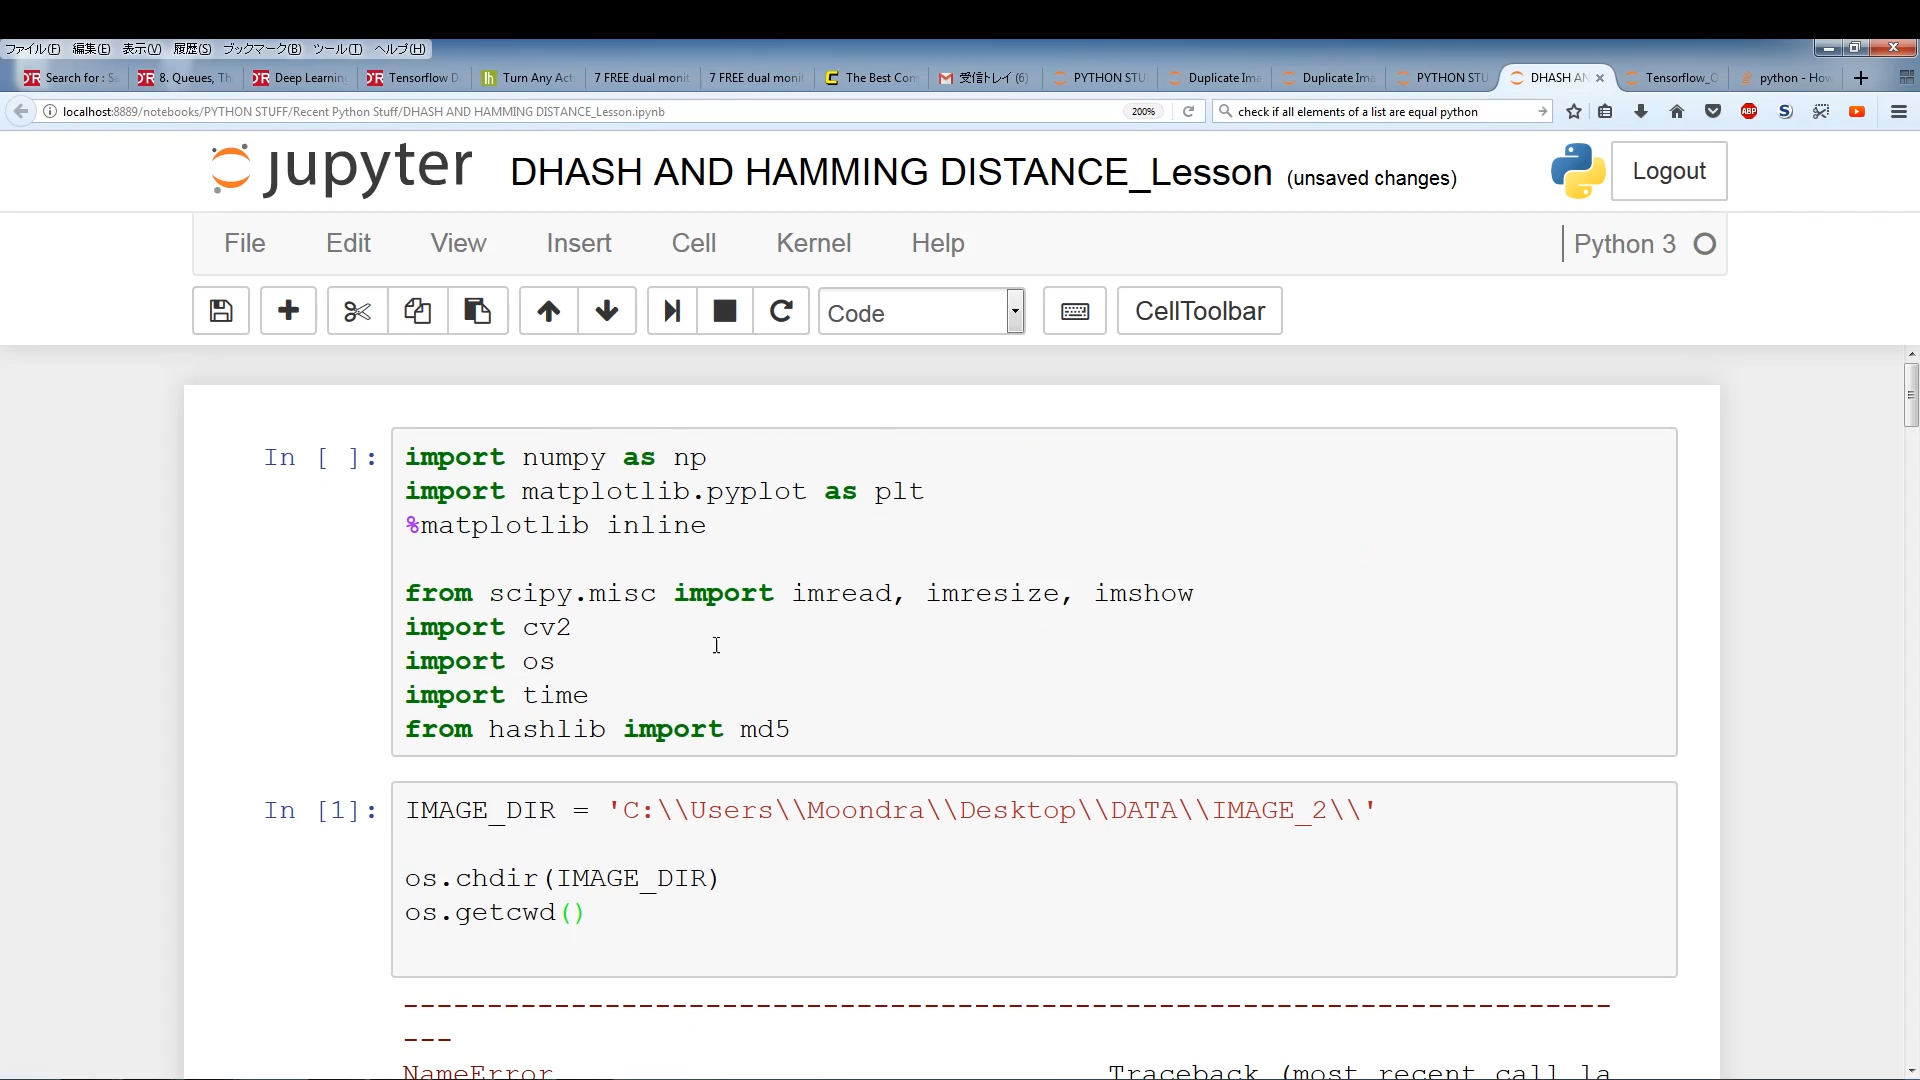 ファイル(F) 編集(E) 表示(V) 履歴(S) ブックマーク(B) ツール(T) ヘルプ(H)
Search for : Sa 8. Queues, Th Deep Learnin Tensorflow D Turn Any Act 7 FREE dual monit 7 FREE dual monit The Best Con 受信トレイ (6) PYTHON STU Duplicate Ima Duplicate Ima PYTHON STU DHASH AN Tensorflow_O python - How
localhost:8889/notebooks/PYTHON STUFF/Recent Python Stuff/DHASH AND HAMMING DISTANCE_Lesson.ipynb 200% check if all elements of a list are equal python ABP
jupyter DHASH AND HAMMING DISTANCE_Lesson (unsaved changes) Logout
File Edit View Insert Cell Kernel Help Python 3
Code CellToolbar
In [ ]: import numpy as np
import matplotlib.pyplot as plt
%matplotlib inline
from scipy.misc import imread, imresize, imshow
import cv2
import os
import time
from hashlib import md5
In [1]: IMAGE_DIR = 'C:\\Users\\Moondra\\Desktop\\DATA\\IMAGE_2\\'
os.chdir(IMAGE_DIR)
os.getcwd()
------------------------------------------------------------------------
---
NameError Traceback (most recent call la